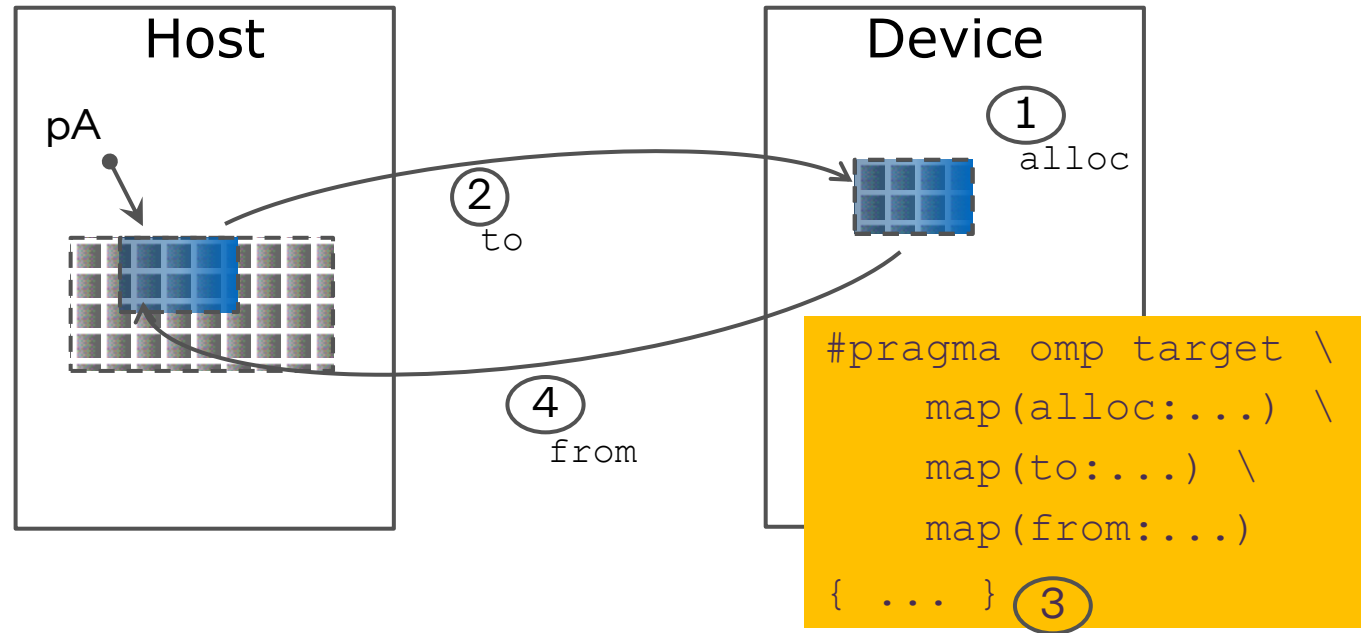 Host
Device
pA
1
alloc
2
to
4
from
#pragma omp target \
map(alloc:...) \
map(to:...) \
map(from:...)
{ ... } 3